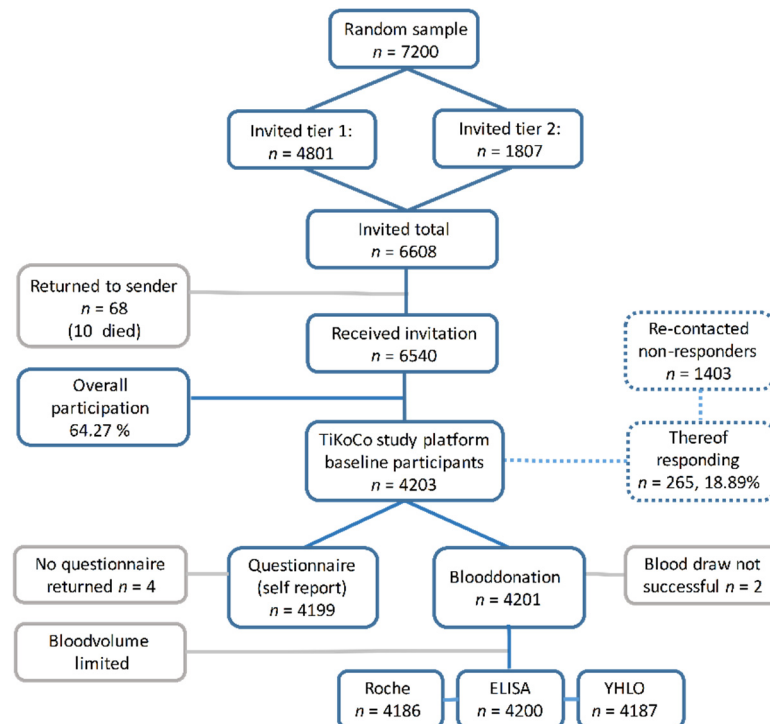 Random sample
n = 7200
Invited tier 1:
n = 4801
Invited tier 2:
n = 1807
Invited total
n = 6608
Returned to sender
n = 68
(10 died)
Received invitation
n = 6540
Re-contacted
non-responders
n = 1403
Overall
participation
64.27 %
TiKoCo study platform
baseline participants
n = 4203
Thereof
responding
n = 265, 18.89%
No questionnaire
returned n = 4
Questionnaire
(self report)
n = 4199
Blooddonation
n = 4201
Blood draw not
successful n = 2
Bloodvolume
limited
Roche
n = 4186
ELISA
n = 4200
YHLO
n = 4187